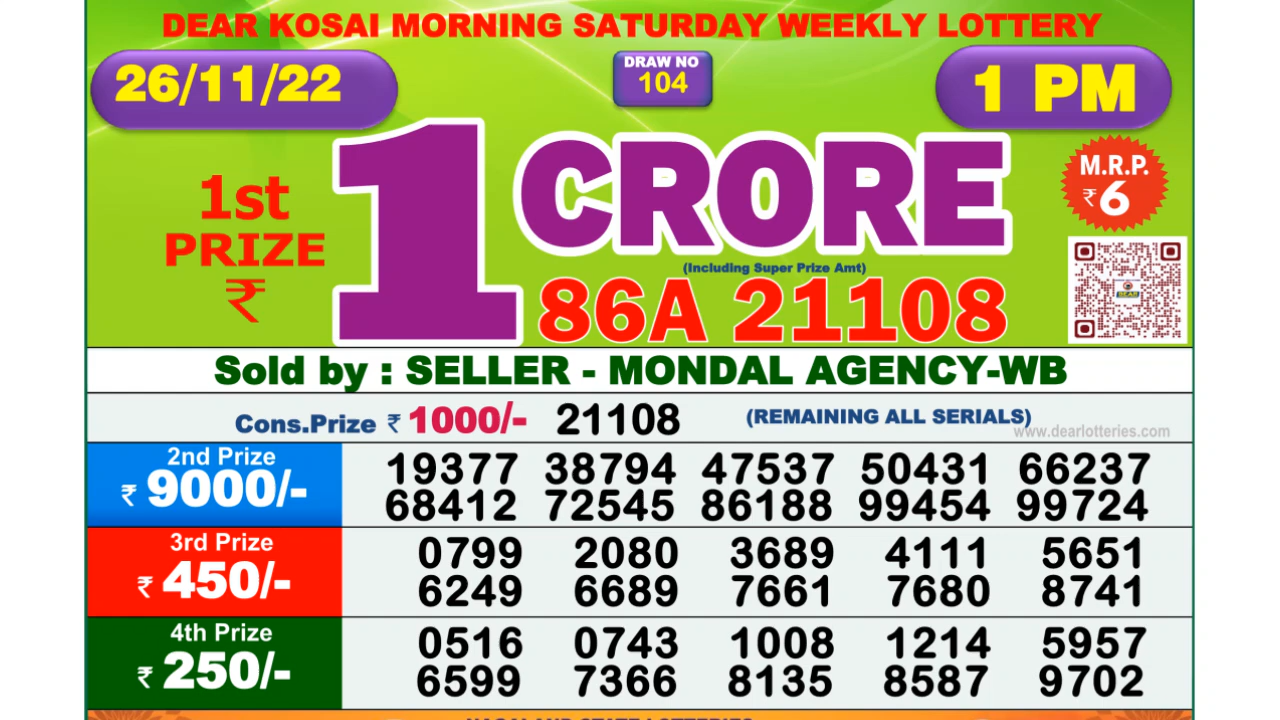 DEAR KOSAI MORNING SATURDAY WEEKLY LOTTERY
26/11/22
DRAW NO
104
1 PM
1st
PRIZE
₹
1 CRORE
(Including Super Prize Amt)
86A 21108
M.R.P.
₹ 6
DEAR
Sold by : SELLER - MONDAL AGENCY-WB
Cons.Prize ₹ 1000/- 21108 (REMAINING ALL SERIALS)
www.dearlotteries.com
2nd Prize
₹ 9000/-
19377 38794 47537 50431 66237
68412 72545 86188 99454 99724
3rd Prize
₹ 450/-
0799 2080 3689 4111 5651
6249 6689 7661 7680 8741
4th Prize
₹ 250/-
0516 0743 1008 1214 5957
6599 7366 8135 8587 9702